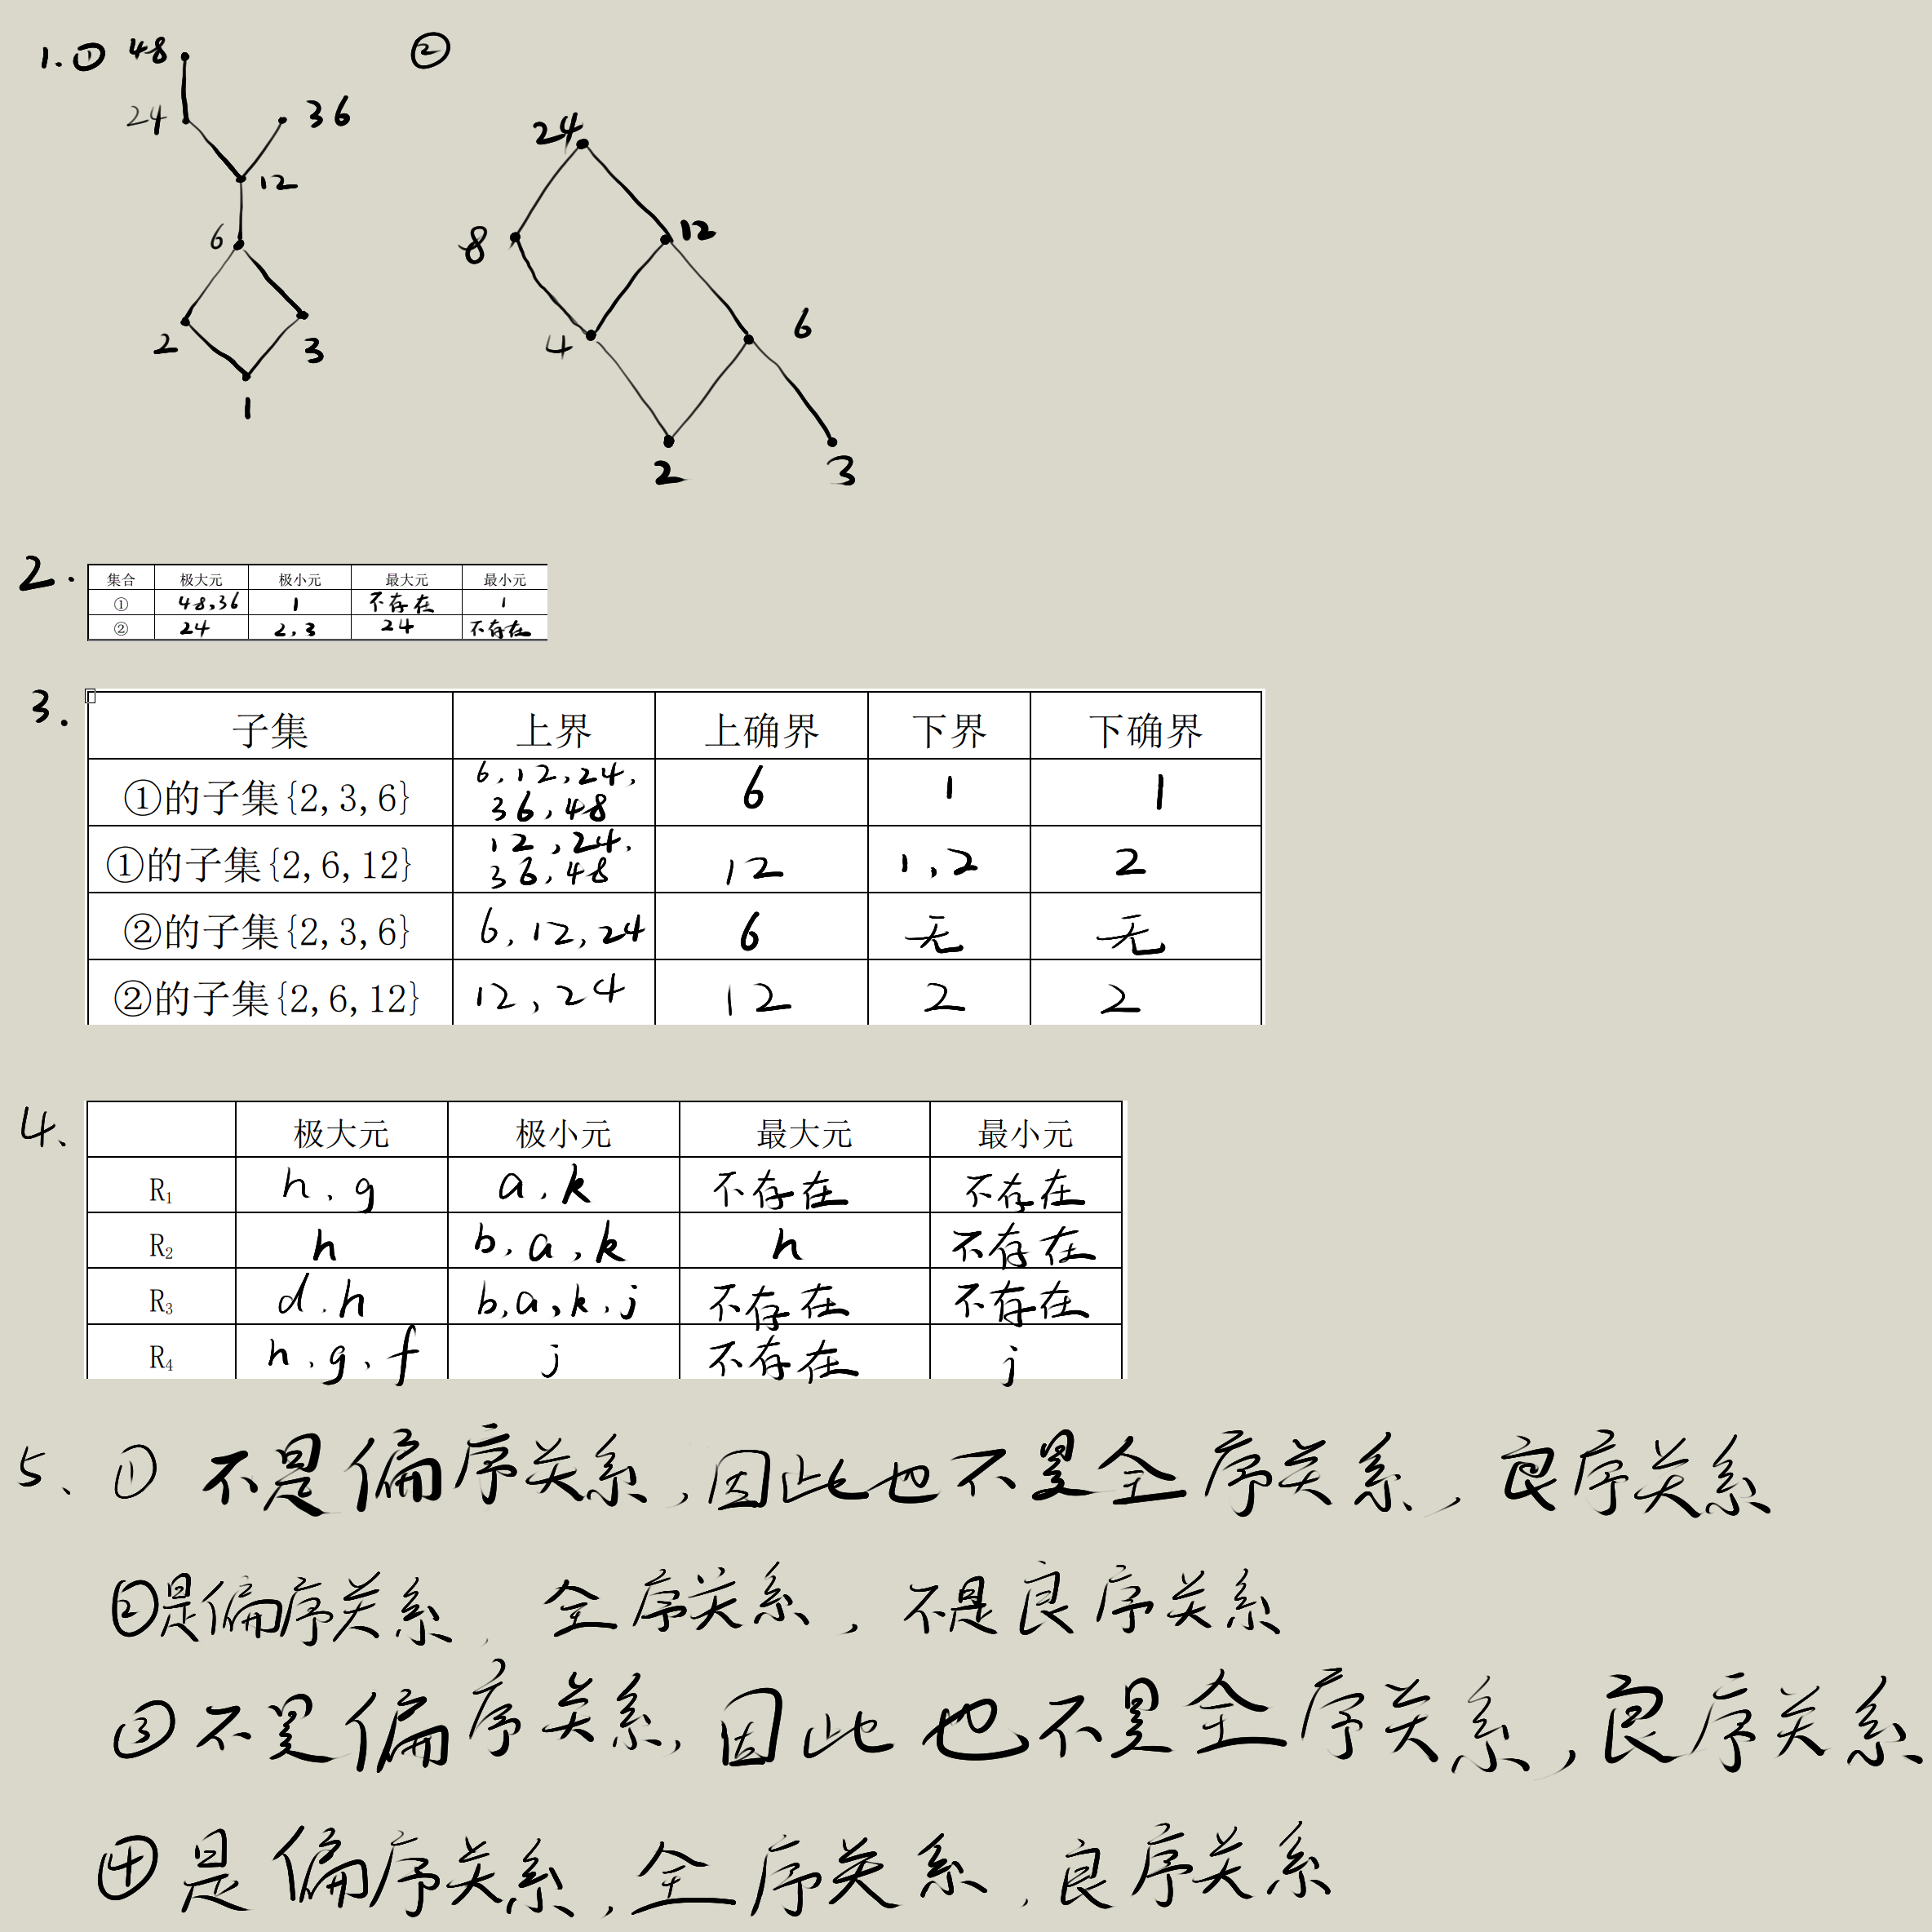 1. ① 48 ②
24 36
24
12
8 12
6
6
4
2 3
1
2 3
2. 集合 极大元 极小元 最大元 最小元
① 48,36 1 不存在 1
② 24 2,3 24 不存在
3. 子集 上界 上确界 下界 下确界
①的子集{2,3,6} 6,12,24, 6 1 1
36,48
①的子集{2,6,12} 12,24, 12 1,2 2
36,48
②的子集{2,3,6} 6,12,24 6 无 无
②的子集{2,6,12} 12,24 12 2 2
4、 极大元 极小元 最大元 最小元
R₁ h,g a,k 不存在 不存在
R₂ h b,a,k h 不存在
R₃ d,h b,a,k,j 不存在 不存在
R₄ h,g,f j 不存在 j
5、① 不是偏序关系,因此也不是全序关系,良序关系
②是偏序关系,全序关系,不是良序关系
③不是偏序关系,因此也不是全序关系,良序关系
④是偏序关系,全序关系,良序关系